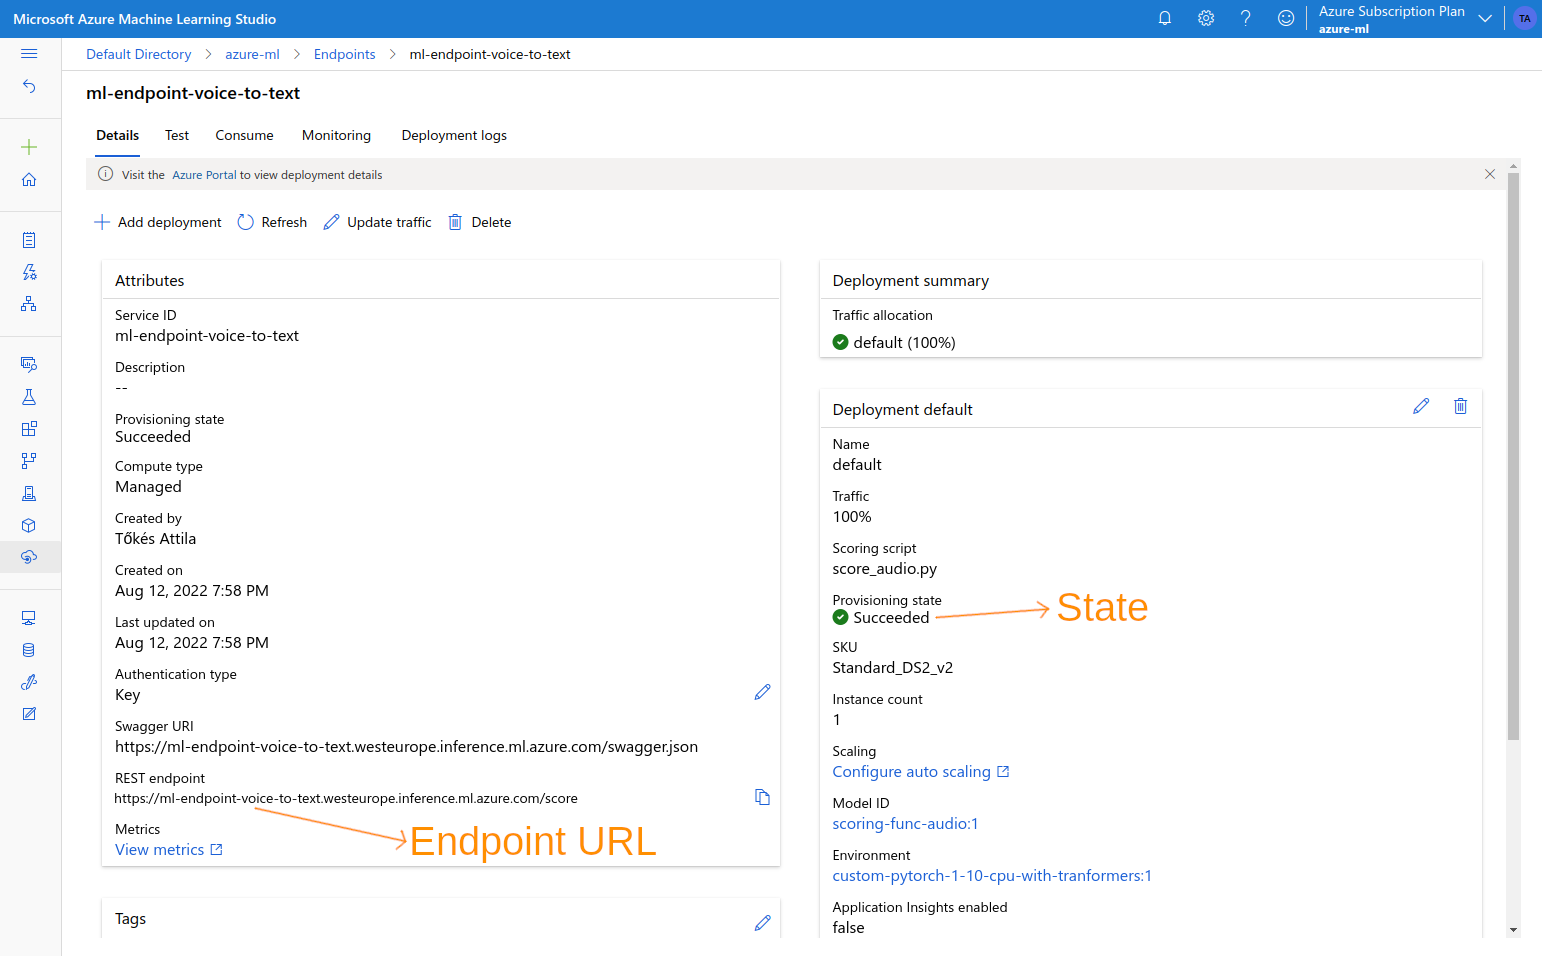 Microsoft Azure Machine Learning Studio
Azure Subscription Plan
azure-ml
TA
Default Directory > azure-ml > Endpoints > ml-endpoint-voice-to-text
ml-endpoint-voice-to-text
Details Test Consume Monitoring Deployment logs
Visit the Azure Portal to view deployment details
Add deployment Refresh Update traffic Delete
Attributes
Service ID
ml-endpoint-voice-to-text
Description
--
Provisioning state
Succeeded
Compute type
Managed
Created by
Tőkés Attila
Created on
Aug 12, 2022 7:58 PM
Last updated on
Aug 12, 2022 7:58 PM
Authentication type
Key
Swagger URI
https://ml-endpoint-voice-to-text.westeurope.inference.ml.azure.com/swagger.json
REST endpoint
https://ml-endpoint-voice-to-text.westeurope.inference.ml.azure.com/score
Endpoint URL
Metrics
View metrics
Tags
Deployment summary
Traffic allocation
default (100%)
Deployment default
Name
default
Traffic
100%
Scoring script
score_audio.py
Provisioning state
Succeeded
State
SKU
Standard_DS2_v2
Instance count
1
Scaling
Configure auto scaling
Model ID
scoring-func-audio:1
Environment
custom-pytorch-1-10-cpu-with-tranformers:1
Application Insights enabled
false